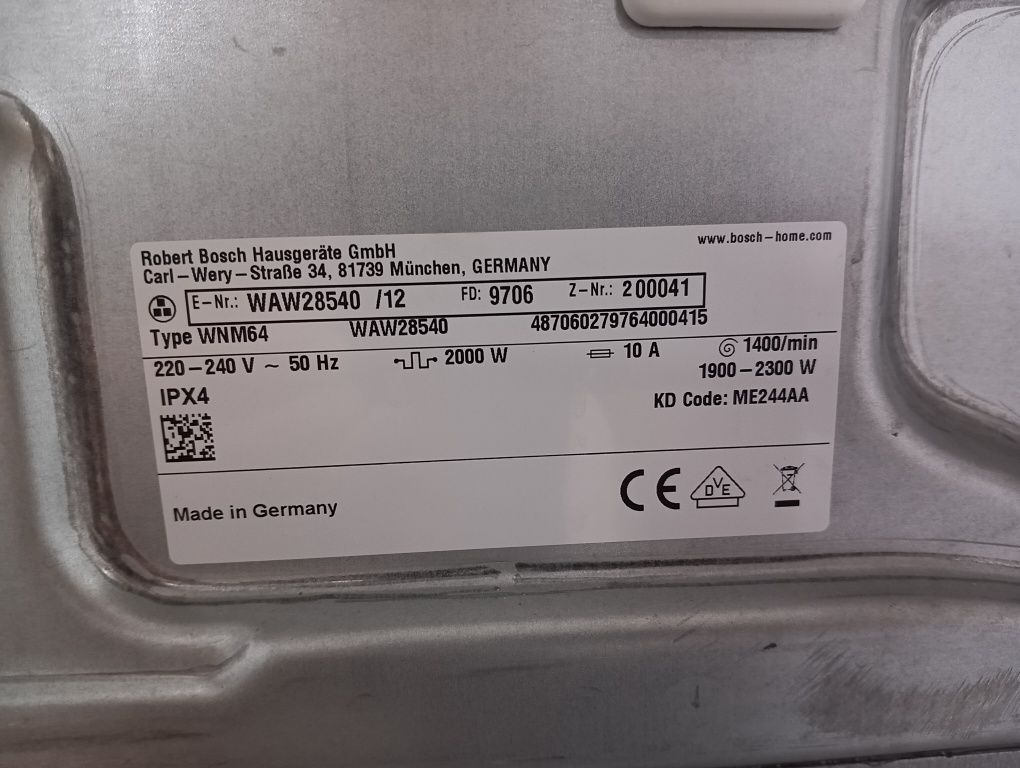 Robert Bosch Hausgeräte GmbH
www.bosch-home.com
Carl-Wery-Straße 34, 81739 München, GERMANY
E-Nr.: WAW28540 /12 FD: 9706 Z-Nr.: 200041
Type WNM64 WAW28540 487060279764000415
220-240 V ~ 50 Hz 2000 W 10 A 1400/min
1900-2300 W
IPX4 KD Code: ME244AA
Made in Germany
CE DVE